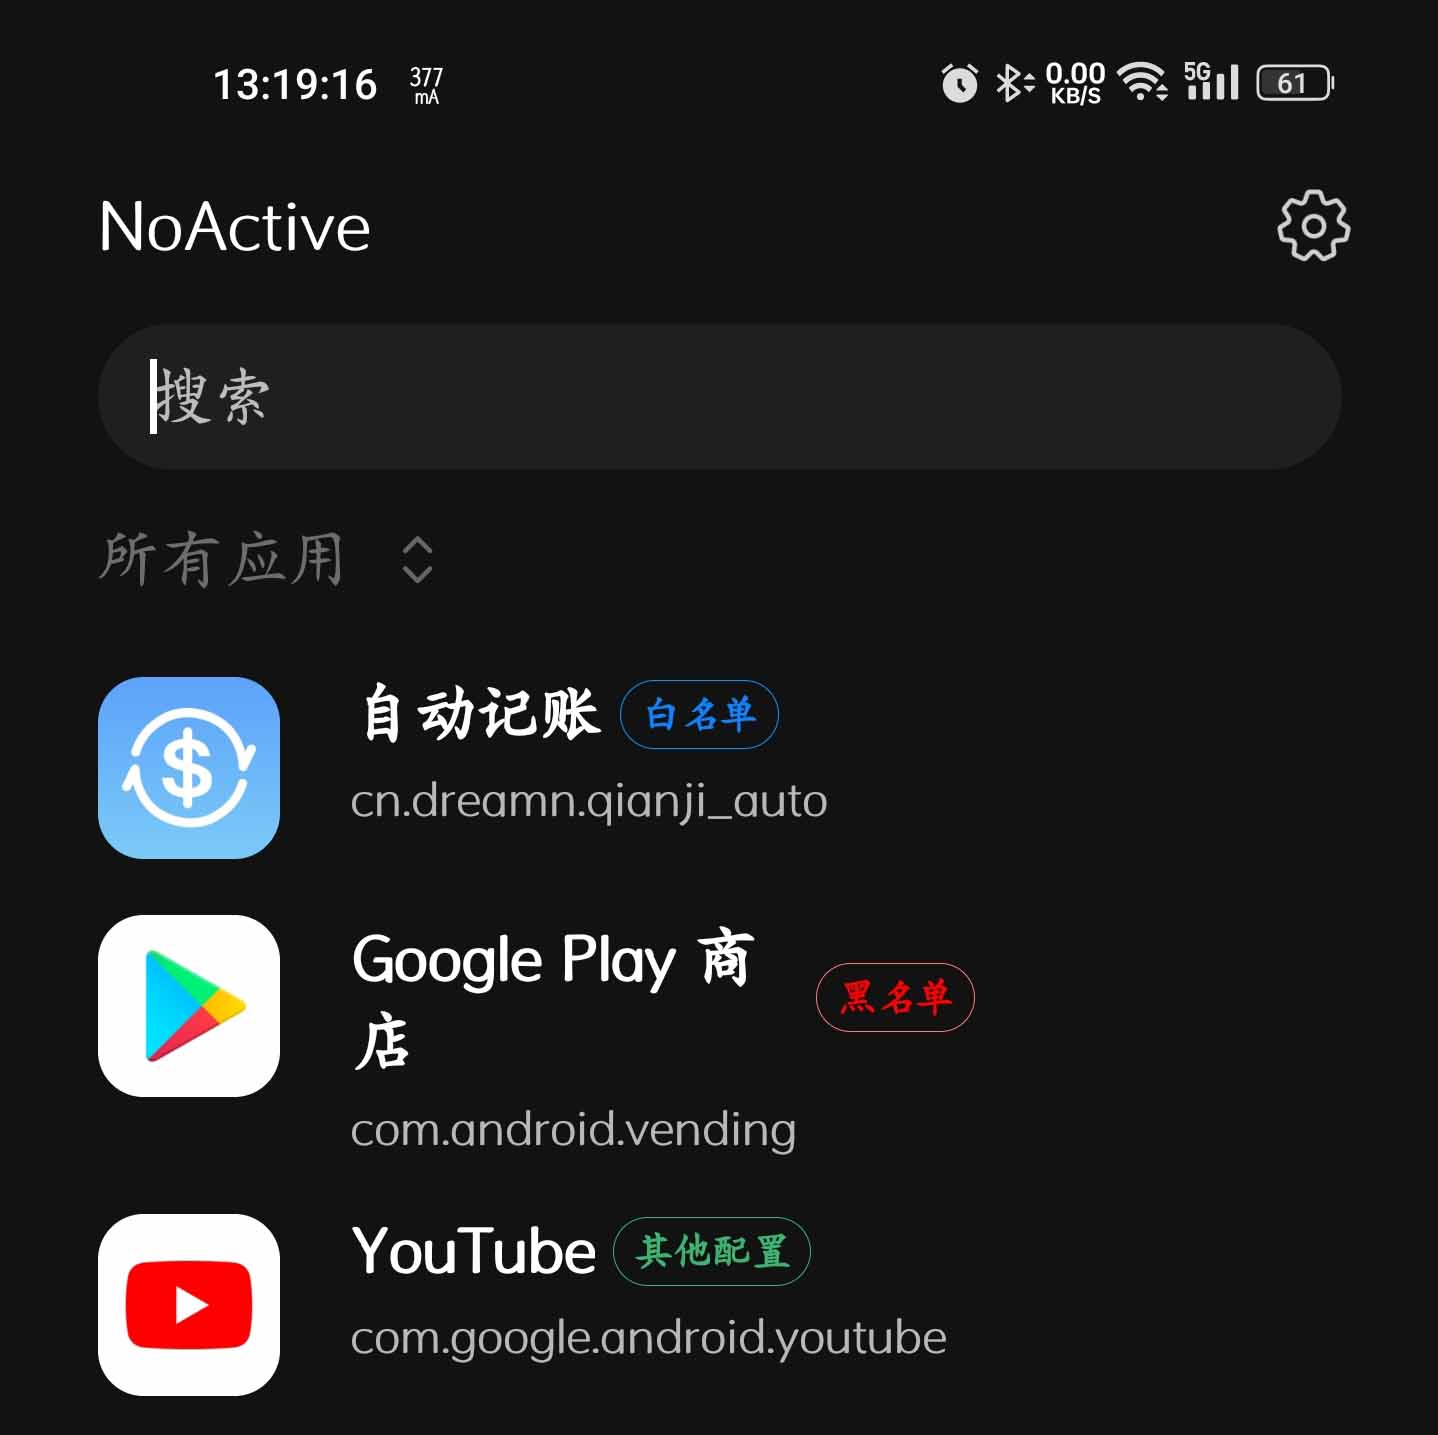 13:19:16 377 mA 0.00 KB/S 5G 61
NoActive
搜索
所有应用
自动记账 白名单
cn.dreamn.qianji_auto
Google Play 商
店
黑名单
com.android.vending
YouTube 其他配置
com.google.android.youtube